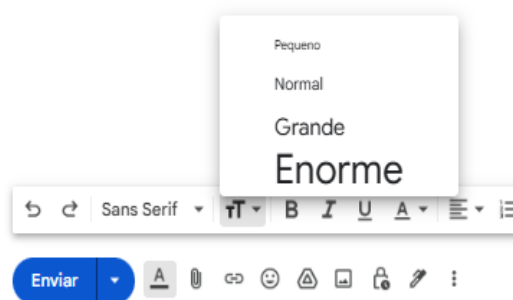 Pequeno
Normal
Grande
Enorme
Sans Serif
Enviar